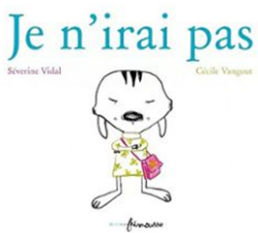 Je n'irai pas
Séverine Vidal
Cécile Vangout
frimousse